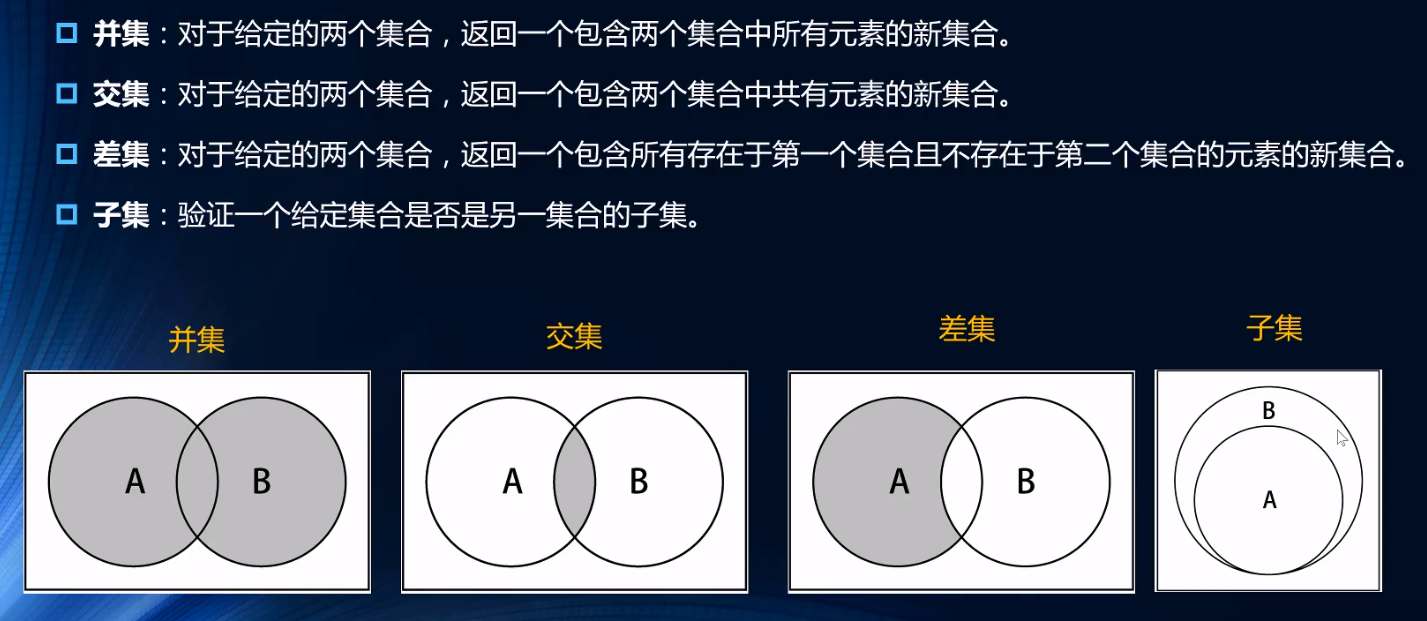 并集：对于给定的两个集合，返回一个包含两个集合中所有元素的新集合。
交集：对于给定的两个集合，返回一个包含两个集合中共有元素的新集合。
差集：对于给定的两个集合，返回一个包含所有存在于第一个集合且不存在于第二个集合的元素的新集合。
子集：验证一个给定集合是否是另一集合的子集。
并集 交集 差集 子集
A B A B A B B
A